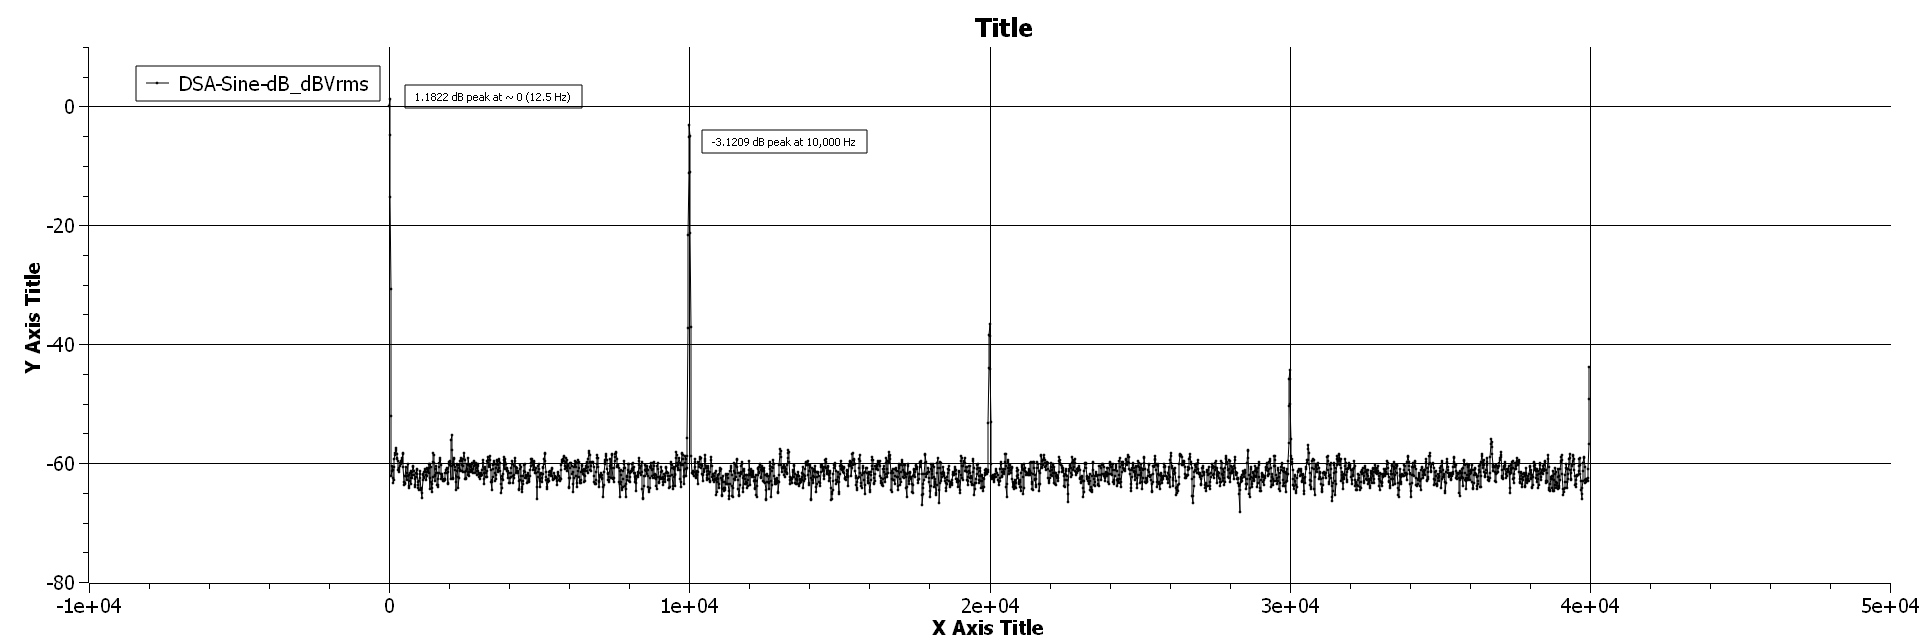 Title
DSA-Sine-dB_dBVrms
1.1822 dB peak at ~ 0 (12.5 Hz)
-3.1209 dB peak at 10,000 Hz
0
-20
-40
-60
-80
Y Axis Title
-1e+04 0 1e+04 2e+04 3e+04 4e+04 5e+04
X Axis Title